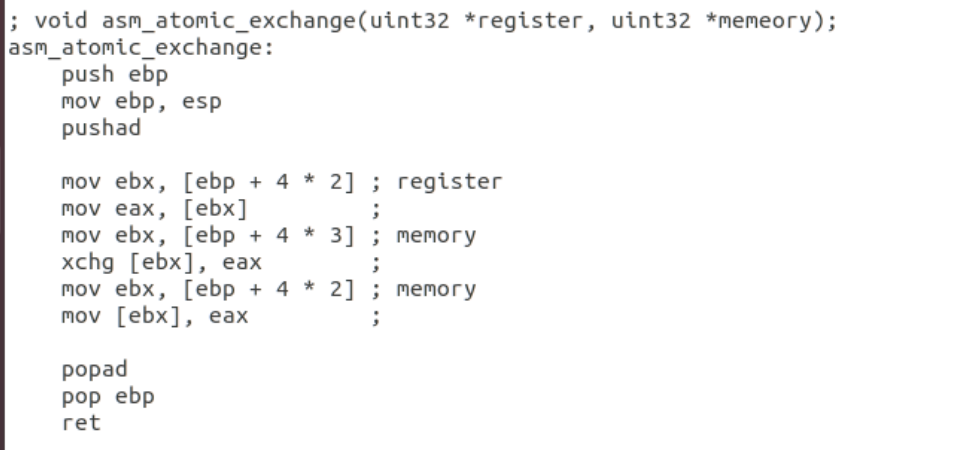 ; void asm_atomic_exchange(uint32 *register, uint32 *memeory);
asm_atomic_exchange:
    push ebp
    mov ebp, esp
    pushad

    mov ebx, [ebp + 4 * 2] ; register
    mov eax, [ebx]         ;
    mov ebx, [ebp + 4 * 3] ; memory
    xchg [ebx], eax        ;
    mov ebx, [ebp + 4 * 2] ; memory
    mov [ebx], eax         ;

    popad
    pop ebp
    ret